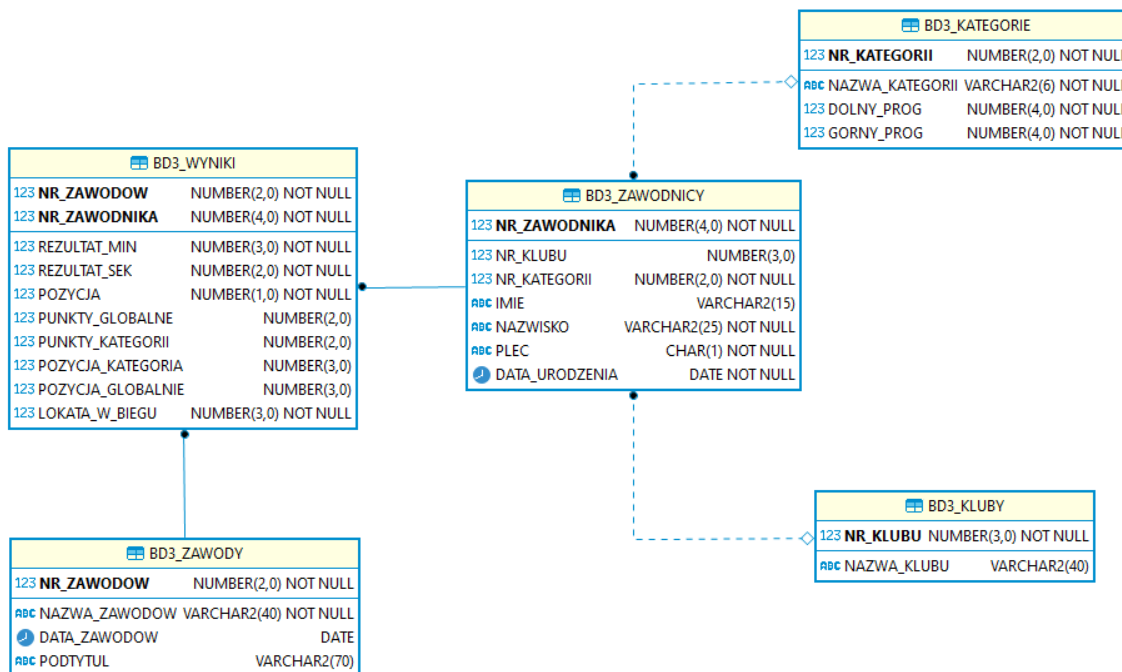 BD3_KATEGORIE
123 NR_KATEGORII NUMBER(2,0) NOT NULL
ABC NAZWA_KATEGORII VARCHAR2(6) NOT NULL
123 DOLNY_PROG NUMBER(4,0) NOT NULL
123 GORNY_PROG NUMBER(4,0) NOT NULL
BD3_WYNIKI
123 NR_ZAWODOW NUMBER(2,0) NOT NULL
123 NR_ZAWODNIKA NUMBER(4,0) NOT NULL
123 REZULTAT_MIN NUMBER(3,0) NOT NULL
123 REZULTAT_SEK NUMBER(2,0) NOT NULL
123 POZYCJA NUMBER(1,0) NOT NULL
123 PUNKTY_GLOBALNE NUMBER(2,0)
123 PUNKTY_KATEGORII NUMBER(2,0)
123 POZYCJA_KATEGORIA NUMBER(3,0)
123 POZYCJA_GLOBALNIE NUMBER(3,0)
123 LOKATA_W_BIEGU NUMBER(3,0) NOT NULL
BD3_ZAWODNICY
123 NR_ZAWODNIKA NUMBER(4,0) NOT NULL
123 NR_KLUBU NUMBER(3,0)
123 NR_KATEGORII NUMBER(2,0) NOT NULL
ABC IMIE VARCHAR2(15)
ABC NAZWISKO VARCHAR2(25) NOT NULL
ABC PLEC CHAR(1) NOT NULL
DATA_URODZENIA DATE NOT NULL
BD3_KLUBY
123 NR_KLUBU NUMBER(3,0) NOT NULL
ABC NAZWA_KLUBU VARCHAR2(40)
BD3_ZAWODY
123 NR_ZAWODOW NUMBER(2,0) NOT NULL
ABC NAZWA_ZAWODOW VARCHAR2(40) NOT NULL
DATA_ZAWODOW DATE
ABC PODTYTUL VARCHAR2(70)